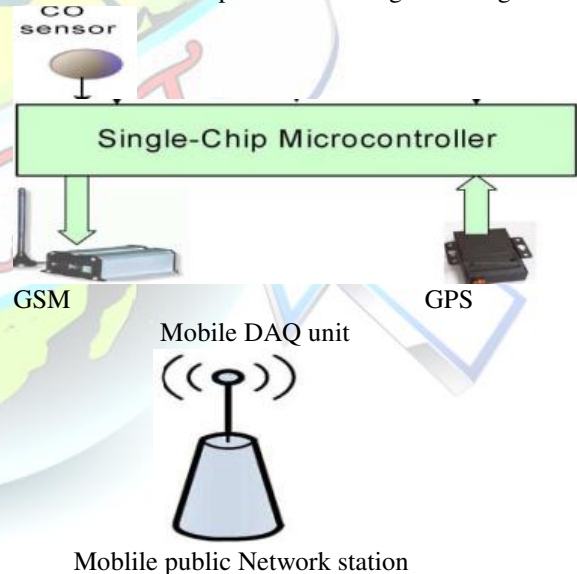 CO
sensor
Single-Chip Microcontroller
GSM GPS
Mobile DAQ unit
Moblile public Network station